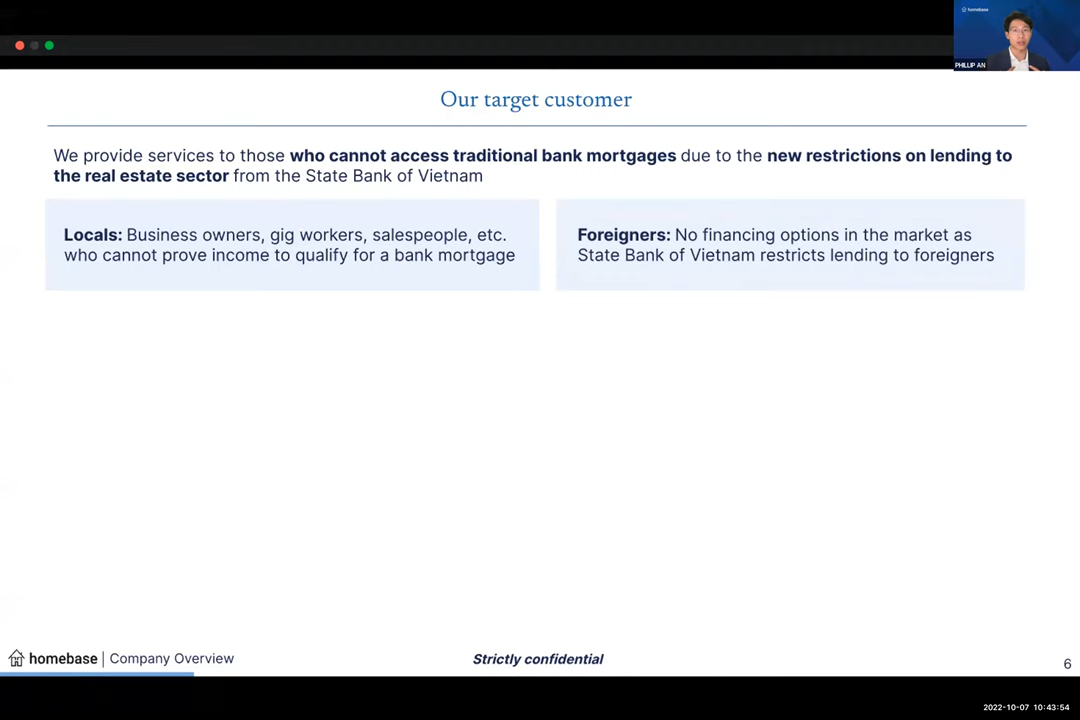 homebase
PHILLIP AN
Our target customer
We provide services to those who cannot access traditional bank mortgages due to the new restrictions on lending to
the real estate sector from the State Bank of Vietnam
Locals: Business owners, gig workers, salespeople, etc.
who cannot prove income to qualify for a bank mortgage
Foreigners: No financing options in the market as
State Bank of Vietnam restricts lending to foreigners
homebase | Company Overview
Strictly confidential
6
2022-10-07 10:43:54